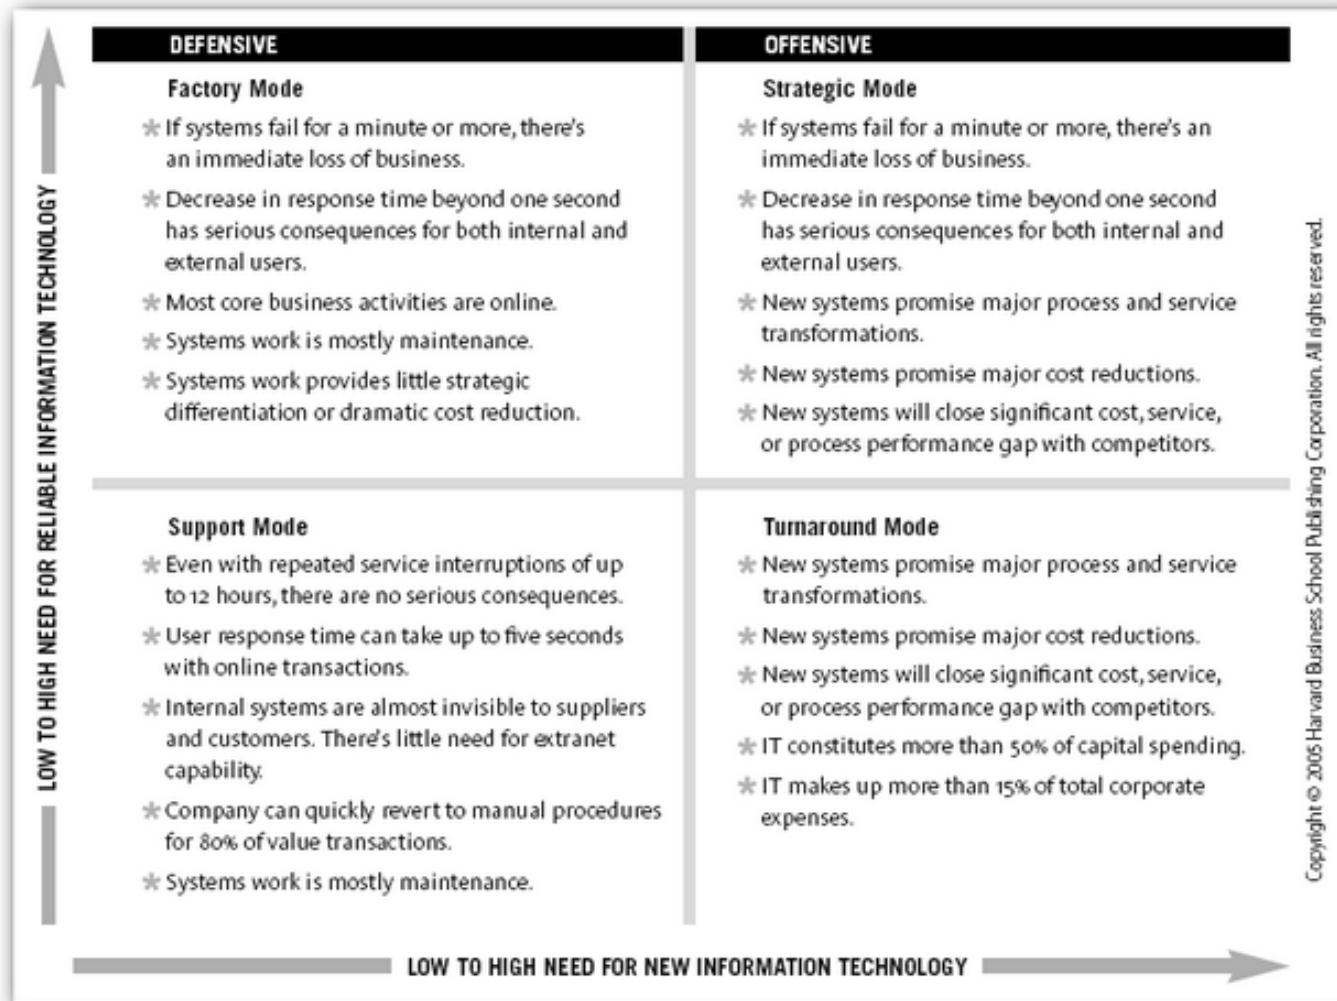 DEFENSIVE
Factory Mode
* If systems fail for a minute or more, there's
an immediate loss of business.
* Decrease in response time beyond one second
has serious consequences for both internal and
external users.
* Most core business activities are online.
* Systems work is mostly maintenance.
* Systems work provides little strategic
differentiation or dramatic cost reduction.
OFFENSIVE
Strategic Mode
* If systems fail for a minute or more, there's an
immediate loss of business.
* Decrease in response time beyond one second
has serious consequences for both internal and
external users.
* New systems promise major process and service
transformations.
* New systems promise major cost reductions.
* New systems will close significant cost, service,
or process performance gap with competitors.
Support Mode
* Even with repeated service interruptions of up
to 12 hours, there are no serious consequences.
* User response time can take up to five seconds
with online transactions.
* Internal systems are almost invisible to suppliers
and customers. There's little need for extranet
capability.
* Company can quickly revert to manual procedures
for 80% of value transactions.
* Systems work is mostly maintenance.
Turnaround Mode
* New systems promise major process and service
transformations.
* New systems promise major cost reductions.
* New systems will close significant cost, service,
or process performance gap with competitors.
* IT constitutes more than 50% of capital spending.
* IT makes up more than 15% of total corporate
expenses.
LOW TO HIGH NEED FOR RELIABLE INFORMATION TECHNOLOGY
LOW TO HIGH NEED FOR NEW INFORMATION TECHNOLOGY
Copyright © 2005 Harvard Business School Publishing Corporation. All rights reserved.